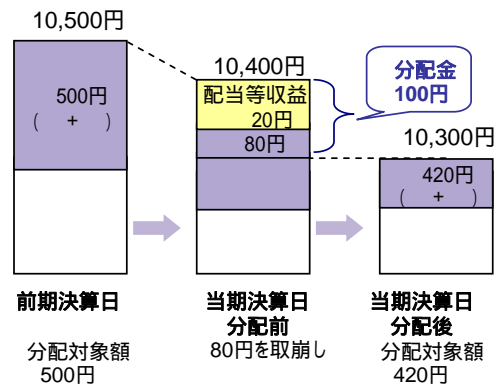 10,500円
500円
( + )
10,400円
配当等収益
20円
80円
分配金
100円
10,300円
420円
( + )
前期決算日
分配対象額
500円
当期決算日
分配前
80円を取崩し
当期決算日
分配後
分配対象額
420円